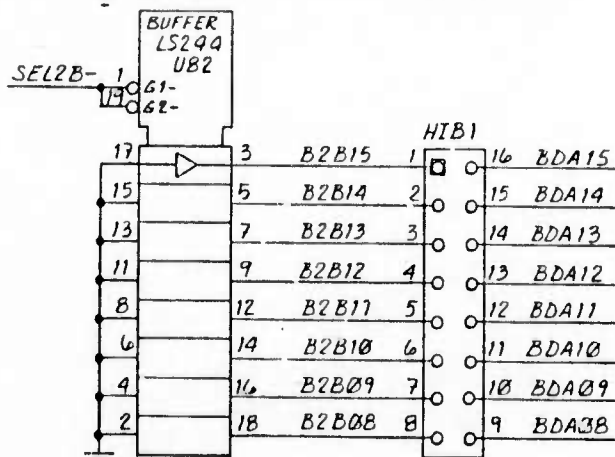 BUFFER
LS244
U82
SEL2B- 1 G1-
19 G2-
HIB1
17 3 B2B15 1 16 BDA15
15 5 B2B14 2 15 BDA14
13 7 B2B13 3 14 BDA13
11 9 B2B12 4 13 BDA12
8 12 B2B11 5 12 BDA11
6 14 B2B10 6 11 BDA10
4 16 B2B09 7 10 BDA09
2 18 B2B08 8 9 BDA38